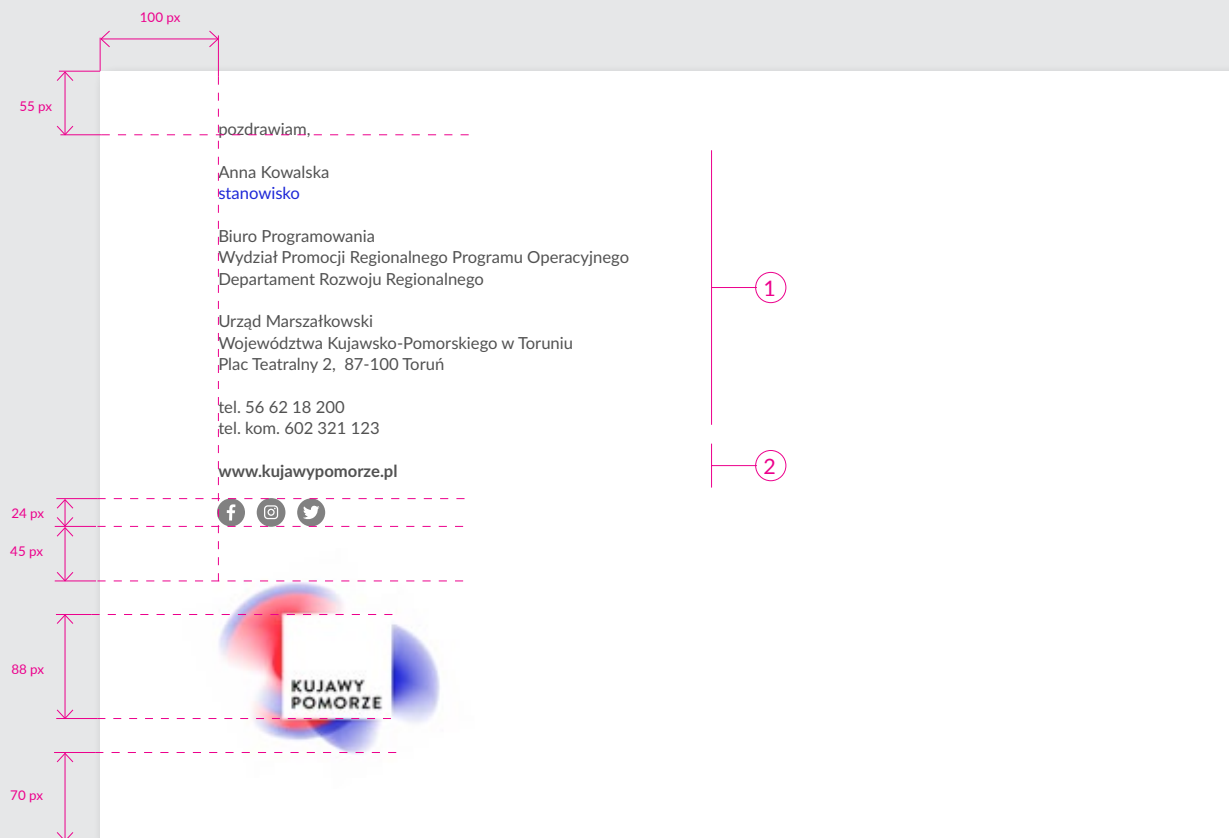 100 px
55 px
pozdrawiam,
Anna Kowalska
stanowisko
Biuro Programowania
Wydział Promocji Regionalnego Programu Operacyjnego
Departament Rozwoju Regionalnego
1
Urząd Marszałkowski
Województwa Kujawsko-Pomorskiego w Toruniu
Plac Teatralny 2, 87-100 Toruń
tel. 56 62 18 200
tel. kom. 602 321 123
www.kujawypomorze.pl
2
24 px
45 px
88 px
KUJAWY
POMORZE
70 px